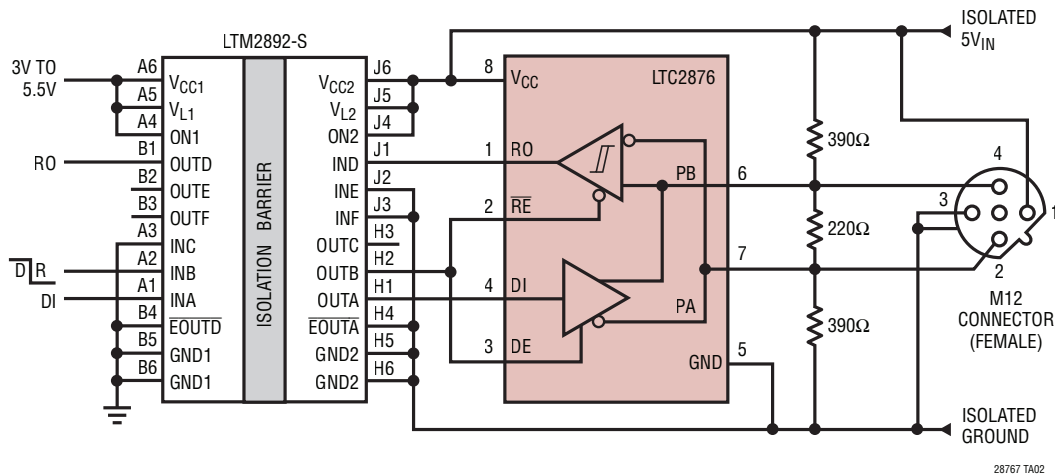 LTM2892-S
3V TO
5.5V
A6
A5
A4
B1
B2
B3
A3
A2
A1
B4
B5
B6
RO
D R
DI
VCC1
VL1
ON1
OUTD
OUTE
OUTF
INC
INB
INA
EOUTD
GND1
GND1
ISOLATION BARRIER
VCC2
VL2
ON2
IND
INE
INF
OUTC
OUTB
OUTA
EOUTA
GND2
GND2
J6
J5
J4
J1
J2
J3
H3
H2
H1
H4
H5
H6
LTC2876
8
VCC
1
RO
2
RE
4
DI
3
DE
PB
6
7
PA
GND
5
390Ω
220Ω
390Ω
ISOLATED
5VIN
4
3
1
2
M12
CONNECTOR
(FEMALE)
ISOLATED
GROUND
28767 TA02